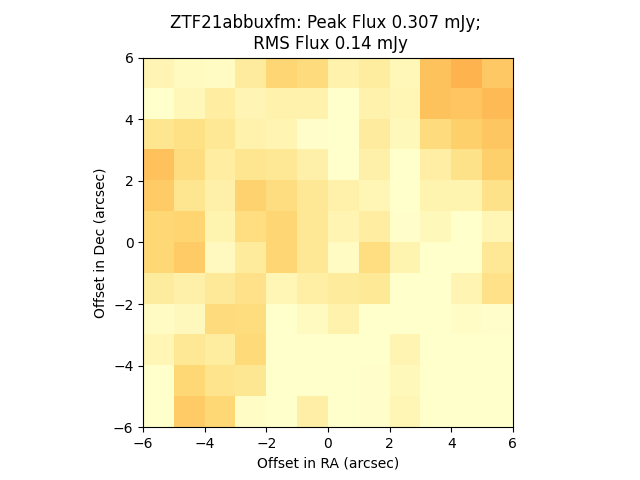 ZTF21abbuxfm: Peak Flux 0.307 mJy;
RMS Flux 0.14 mJy
6
4
2
0
−2
−4
−6
Offset in Dec (arcsec)
−6 −4 −2 0 2 4 6
Offset in RA (arcsec)